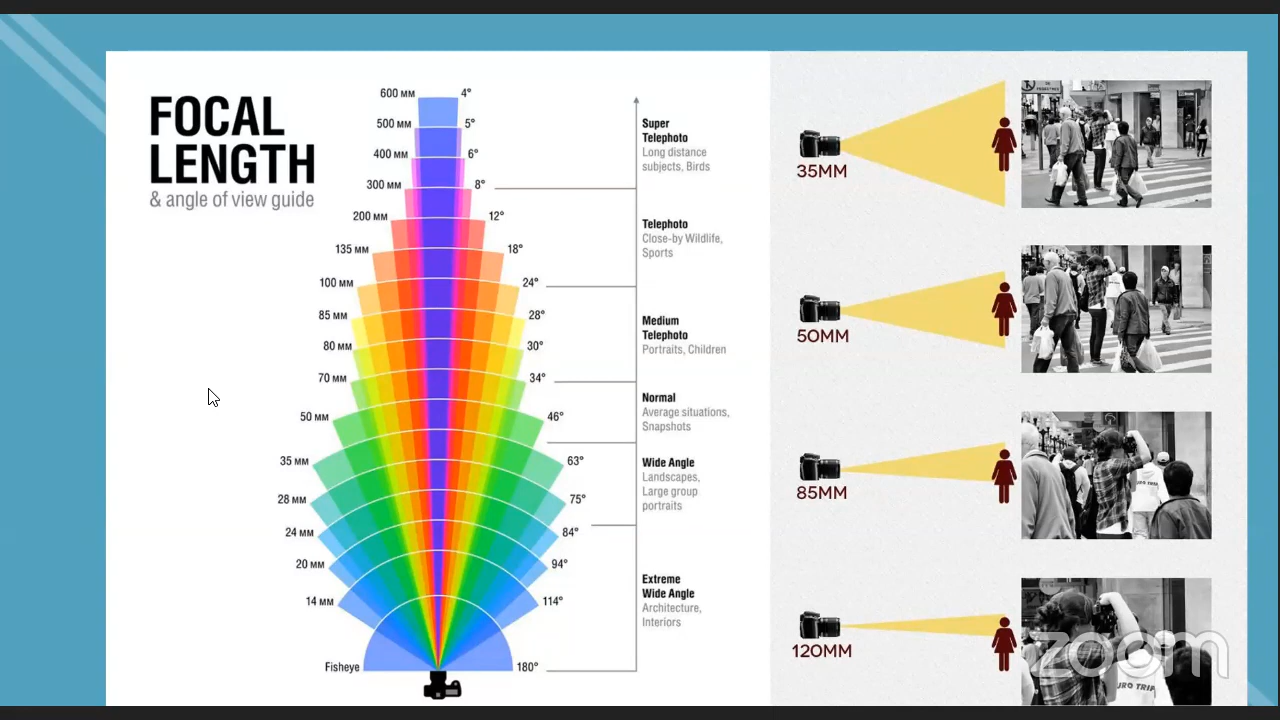 FOCAL
LENGTH
& angle of view guide
600 MM 4°
500 MM 5°
400 MM 6°
300 MM 8°
200 MM 12°
135 MM 18°
100 MM 24°
85 MM 28°
80 MM 30°
70 MM 34°
50 MM 46°
35 MM 63°
28 MM 75°
24 MM 84°
20 MM 94°
14 MM 114°
Fisheye 180°
Super
Telephoto
Long distance
subjects, Birds
Telephoto
Close-by Wildlife,
Sports
Medium
Telephoto
Portraits, Children
Normal
Average situations,
Snapshots
Wide Angle
Landscapes,
Large group
portraits
Extreme
Wide Angle
Architecture,
Interiors
35MM
50MM
85MM
120MM
URO TRIP
zoom